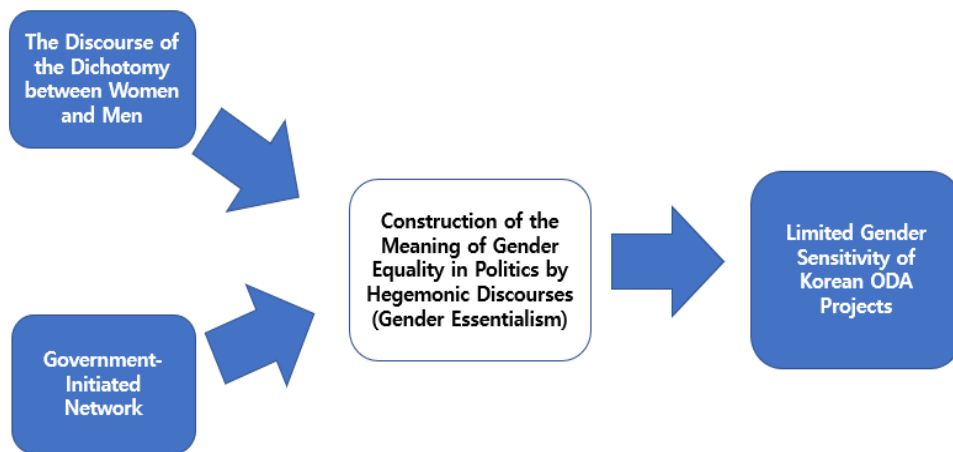 The Discourse of
the Dichotomy
between Women
and Men
Government-
Initiated
Network
Construction of the
Meaning of Gender
Equality in Politics by
Hegemonic Discourses
(Gender Essentialism)
Limited Gender
Sensitivity of
Korean ODA
Projects